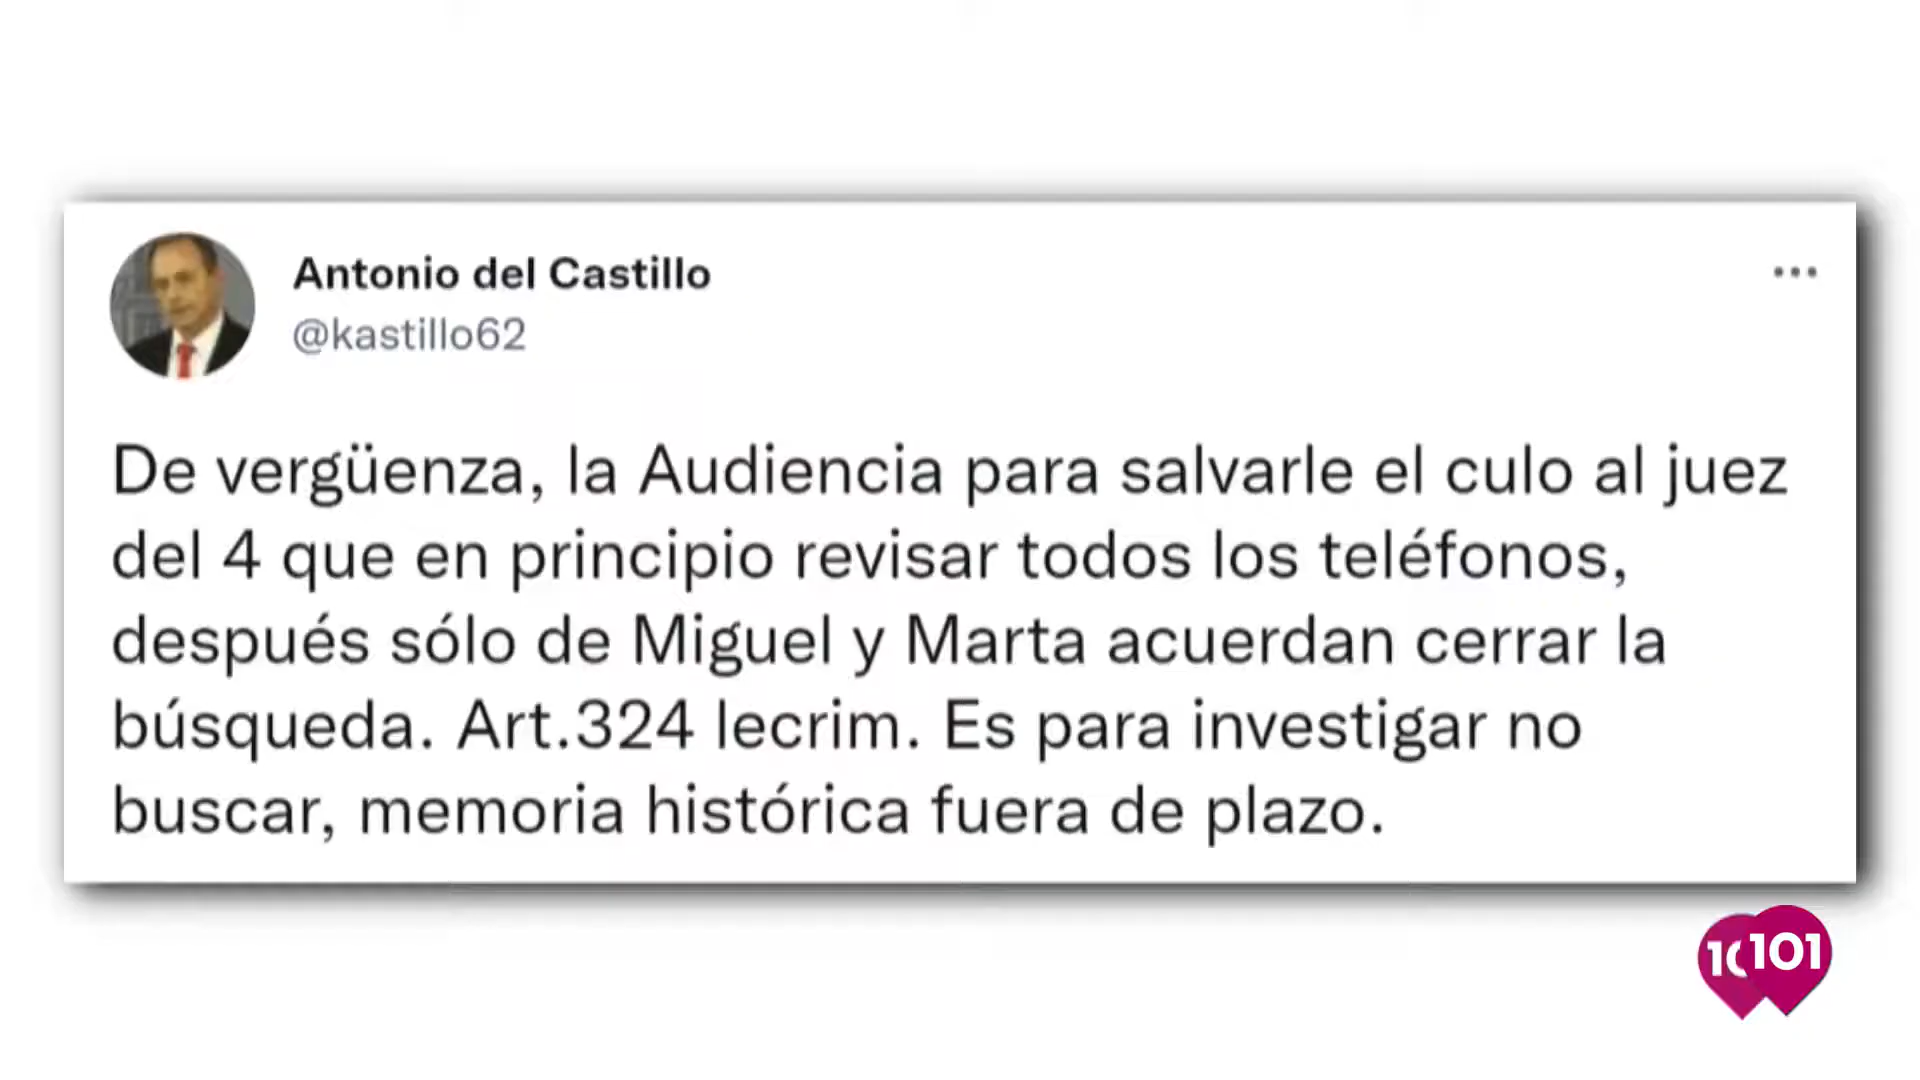 Antonio del Castillo
@kastillo62
De vergüenza, la Audiencia para salvarle el culo al juez
del 4 que en principio revisar todos los teléfonos,
después sólo de Miguel y Marta acuerdan cerrar la
búsqueda. Art.324 lecrim. Es para investigar no
buscar, memoria histórica fuera de plazo.
101